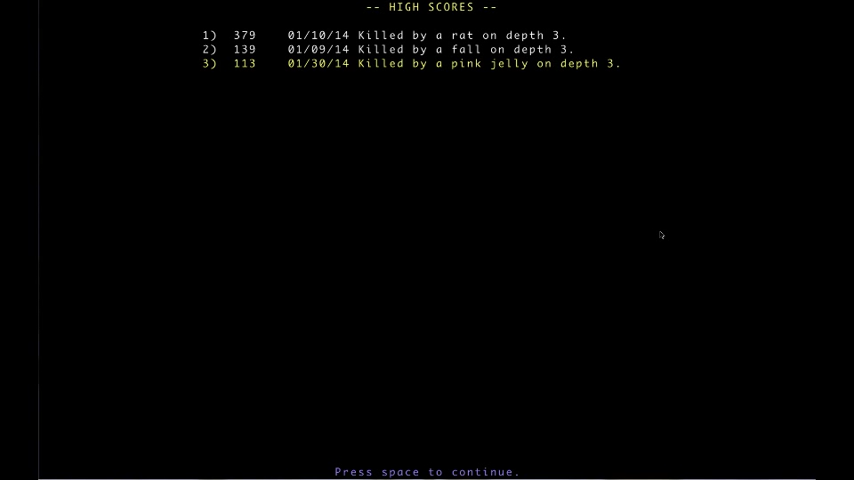 -- HIGH SCORES --
1) 379 01/10/14 Killed by a rat on depth 3.
2) 139 01/09/14 Killed by a fall on depth 3.
3) 113 01/30/14 Killed by a pink jelly on depth 3.
Press space to continue.